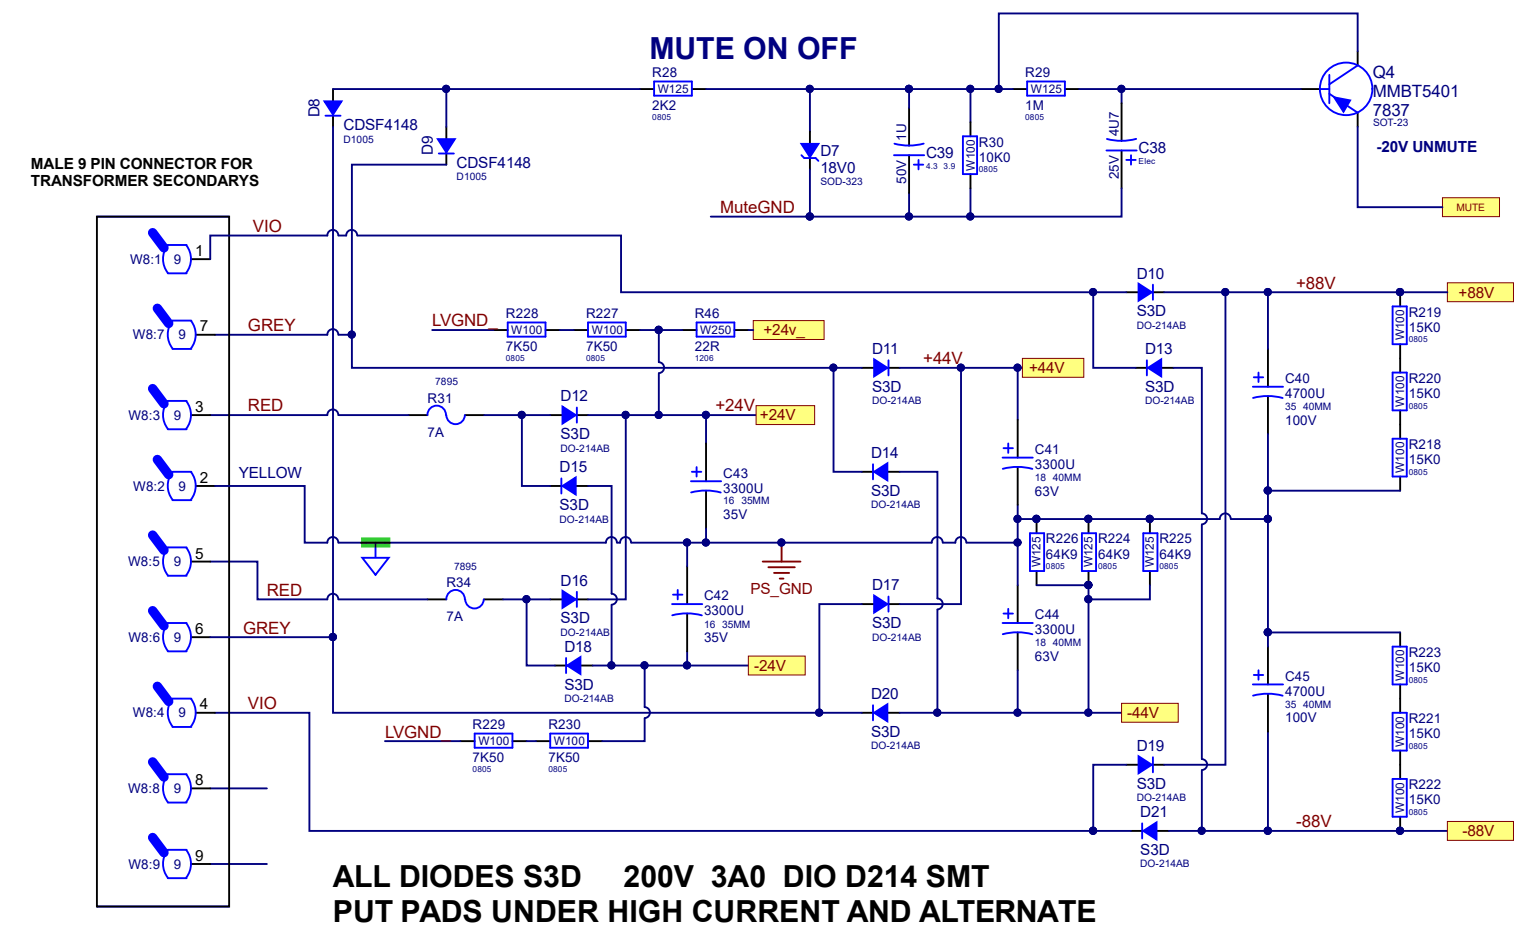 MUTE ON OFF
R28
W125
2K2
0805
R29
W125
1M
0805
Q4
MMBT5401
7837
SOT-23
-20V UNMUTE
D8
CDSF4148
D1005
D9
CDSF4148
D1005
D7
18V0
SOD-323
1U
C39
4.3 3.9
50V
R30
W100
10K0
0805
4U7
C38
Elec
25V
MuteGND
MUTE
MALE 9 PIN CONNECTOR FOR
TRANSFORMER SECONDARYS
W8:1
9
1
VIO
W8:7
9
7
GREY
W8:3
9
3
RED
W8:2
9
2
YELLOW
W8:5
9
5
RED
W8:6
9
6
GREY
W8:4
9
4
VIO
W8:8
9
8
W8:9
9
9
LVGND_
R228
W100
7K50
0805
R227
W100
7K50
0805
R46
W250
22R
1206
+24v_
7895
R31
7A
D12
S3D
DO-214AB
D15
S3D
DO-214AB
+24V
+24V
C43
3300U
16 35MM
35V
PS_GND
7895
R34
7A
D16
S3D
DO-214AB
D18
S3D
DO-214AB
C42
3300U
16 35MM
35V
-24V
LVGND
R229
W100
7K50
0805
R230
W100
7K50
0805
D11
S3D
DO-214AB
+44V
+44V
D14
S3D
DO-214AB
C41
3300U
18 40MM
63V
R226
W125
64K9
0805
R224
W125
64K9
0805
R225
W125
64K9
0805
D17
S3D
DO-214AB
C44
3300U
18 40MM
63V
D20
S3D
DO-214AB
-44V
D10
S3D
DO-214AB
D13
S3D
DO-214AB
+88V
+88V
C40
4700U
35 40MM
100V
R219
W100
15K0
0805
R220
W100
15K0
0805
R218
W100
15K0
0805
C45
4700U
35 40MM
100V
R223
W100
15K0
0805
R221
W100
15K0
0805
R222
W100
15K0
0805
D19
S3D
DO-214AB
D21
S3D
DO-214AB
-88V
-88V
ALL DIODES S3D 200V 3A0 DIO D214 SMT
PUT PADS UNDER HIGH CURRENT AND ALTERNATE